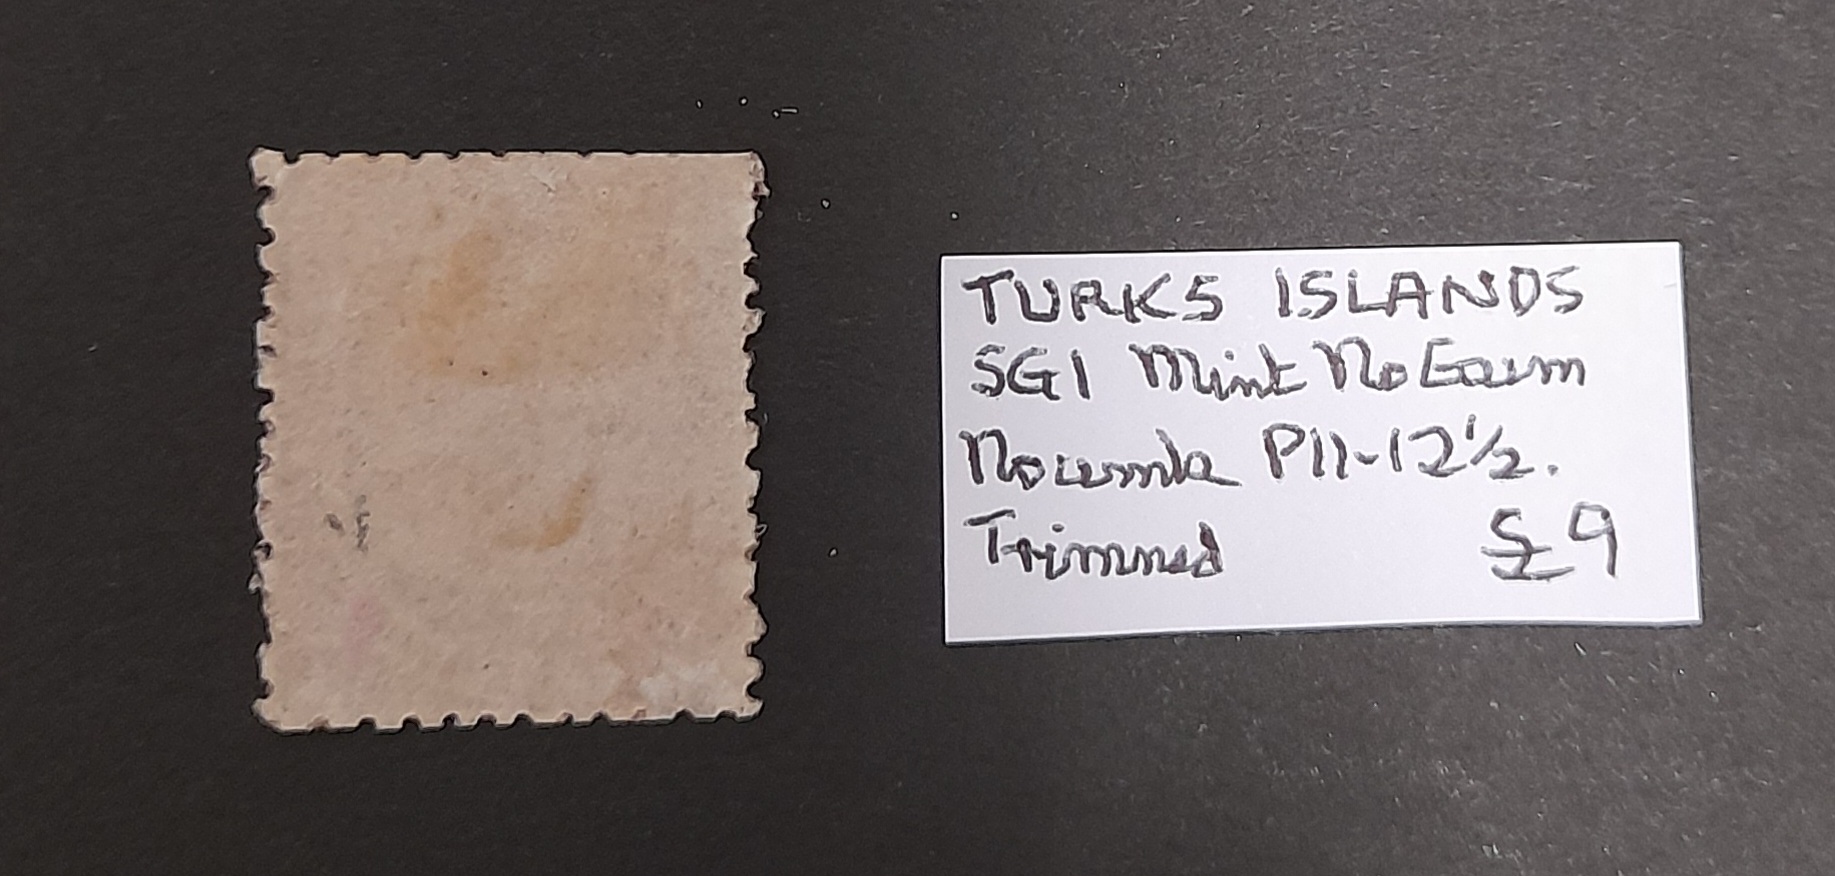 TURKS ISLANDS
SG1 Mint No Gum
No wmk P11-12½.
Trimmed £9